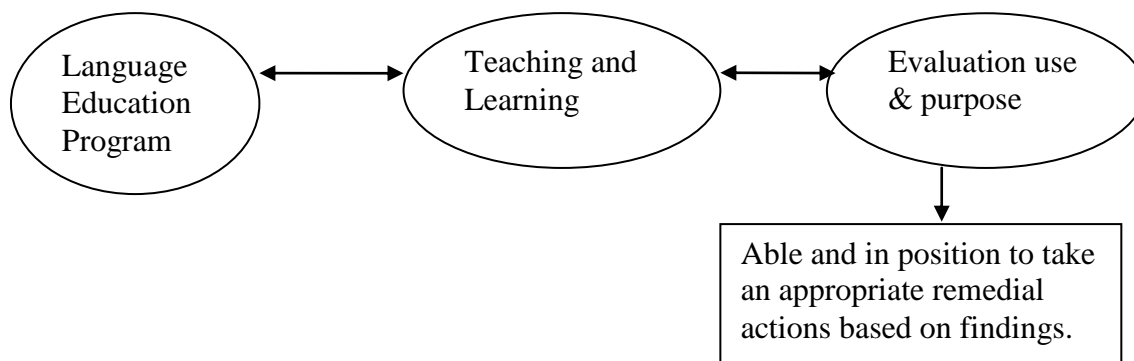 Language
Education
Program
Teaching and
Learning
Evaluation use
& purpose
Able and in position to take
an appropriate remedial
actions based on findings.